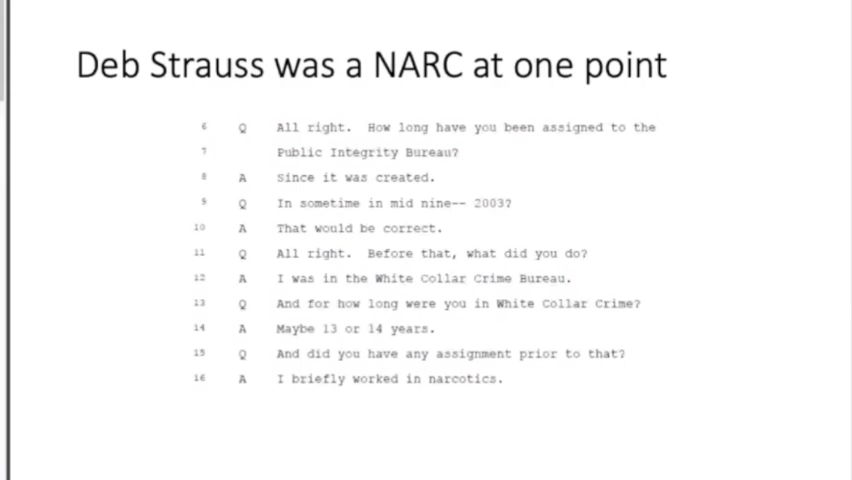 Deb Strauss was a NARC at one point
6 Q All right. How long have you been assigned to the
7 Public Integrity Bureau?
8 A Since it was created.
9 Q In sometime in mid nine-- 2003?
10 A That would be correct.
11 Q All right. Before that, what did you do?
12 A I was in the White Collar Crime Bureau.
13 Q And for how long were you in White Collar Crime?
14 A Maybe 13 or 14 years.
15 Q And did you have any assignment prior to that?
16 A I briefly worked in narcotics.